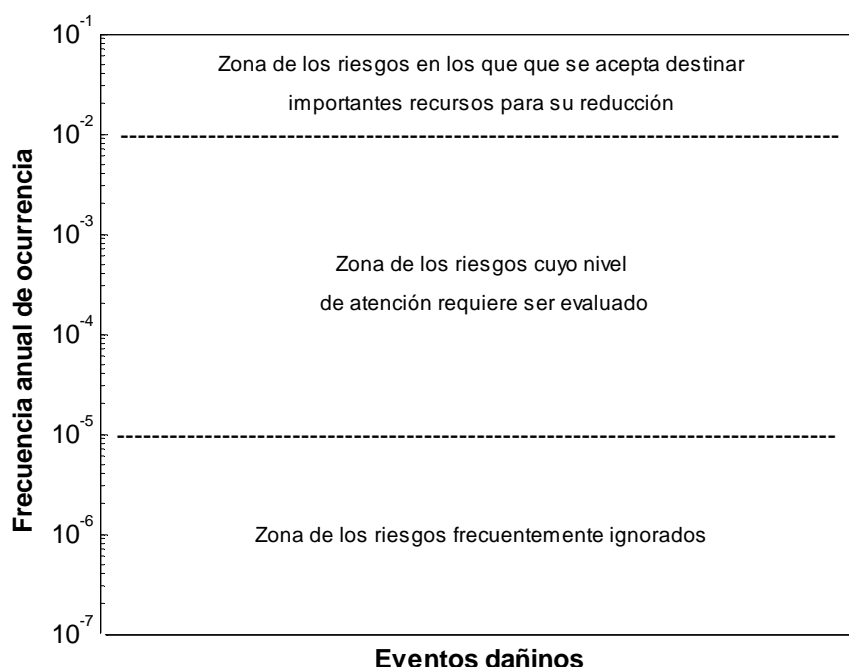 10-1
Zona de los riesgos en los que que se acepta destinar
importantes recursos para su reducción
10-2
10-3
Zona de los riesgos cuyo nivel
de atención requiere ser evaluado
10-4
10-5
Zona de los riesgos frecuentemente ignorados
10-6
10-7
Frecuencia anual de ocurrencia
Eventos dañinos